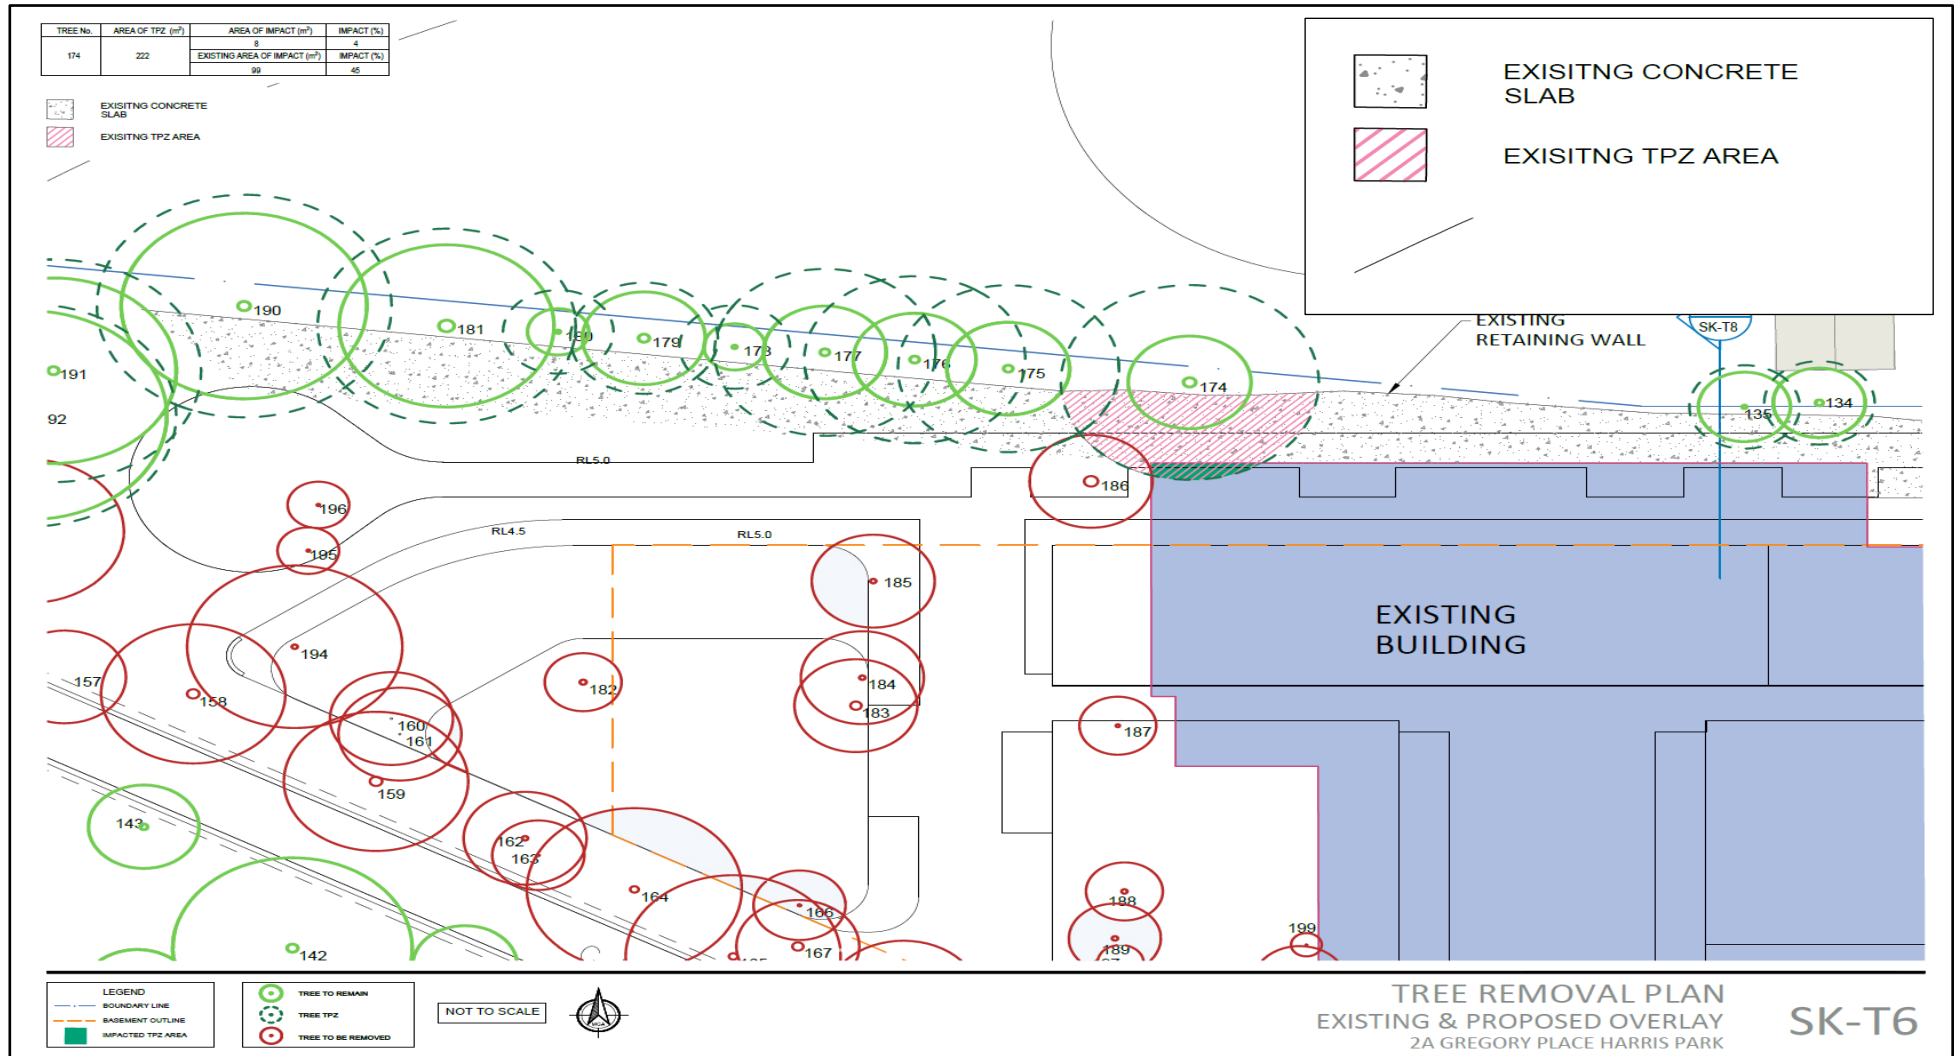 TREE No. AREA OF TPZ (m²) AREA OF IMPACT (m²) IMPACT (%)
174 222 8 4
EXISTING AREA OF IMPACT (m²) IMPACT (%)
99 45
EXISITNG CONCRETE
SLAB
EXISITNG TPZ AREA
EXISITNG CONCRETE
SLAB
EXISITNG TPZ AREA
EXISTING
RETAINING WALL
SK-T8
190
181
180
179
178
177
176
175
174
135
134
191
92
RL5.0
186
196
195
RL4.5
RL5.0
185
194
184
183
182
157
158
160
161
159
187
143
162
163
164
166
167
188
189
199
142
EXISTING
BUILDING
LEGEND
BOUNDARY LINE
BASEMENT OUTLINE
IMPACTED TPZ AREA
TREE TO REMAIN
TREE TPZ
TREE TO BE REMOVED
NOT TO SCALE
MGA
TREE REMOVAL PLAN
EXISTING & PROPOSED OVERLAY
2A GREGORY PLACE HARRIS PARK
SK-T6